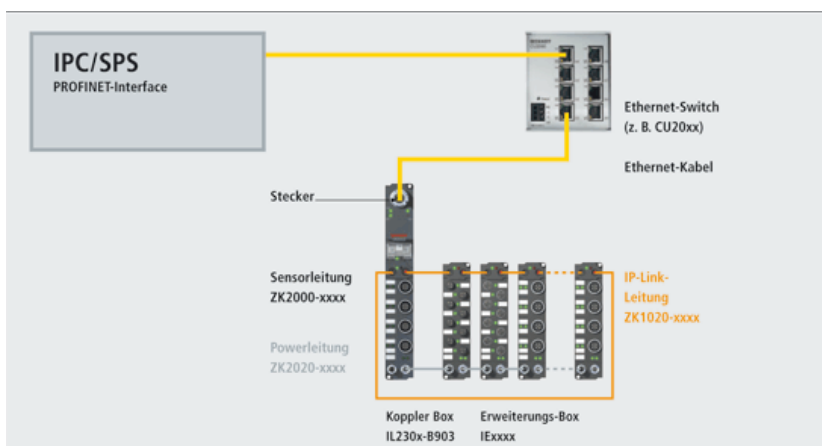 IPC/SPS
PROFINET-Interface
Ethernet-Switch
(z. B. CU20xx)
Ethernet-Kabel
Stecker
Sensorleitung
ZK2000-xxxx
IP-Link-
Leitung
ZK1020-xxxx
Powerleitung
ZK2020-xxxx
Koppler Box
IL230x-B903
Erweiterungs-Box
IExxxx